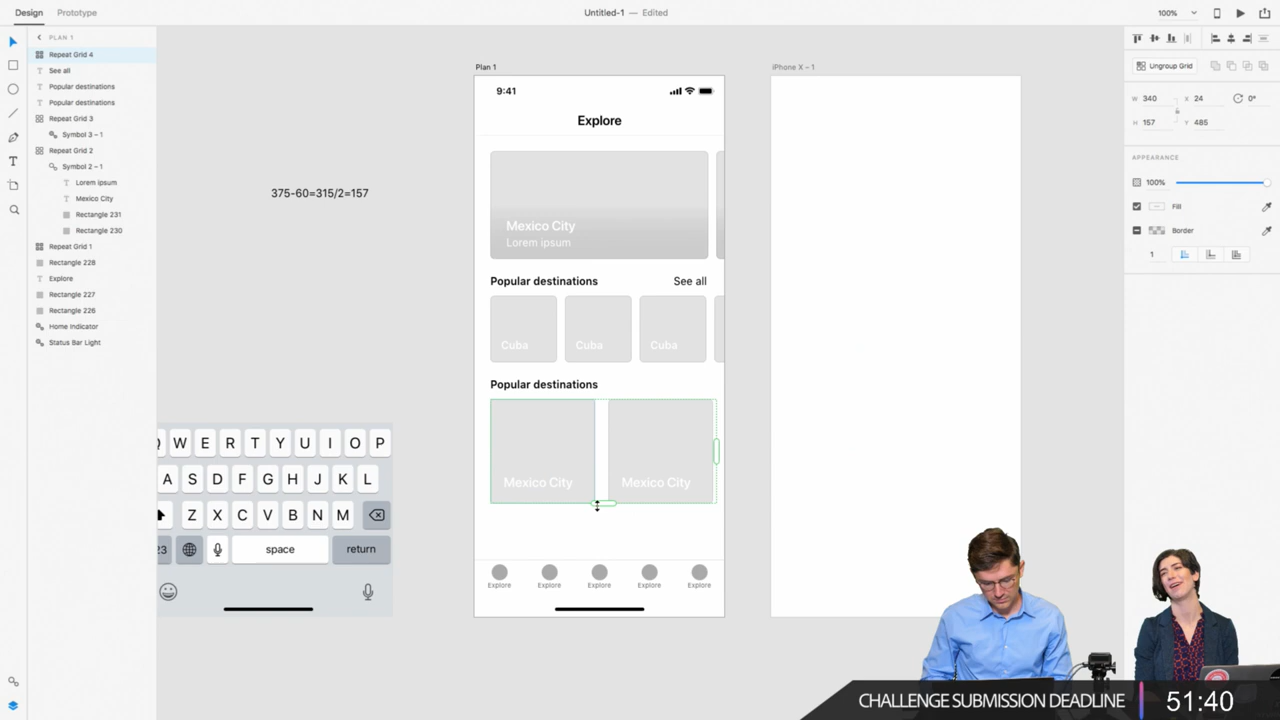 Design
Prototype
Untitled-1 — Edited
100%
PLAN 1
Repeat Grid 4
See all
Popular destinations
Popular destinations
Repeat Grid 3
Symbol 3 – 1
Repeat Grid 2
Symbol 2 – 1
Lorem ipsum
Mexico City
Rectangle 231
Rectangle 230
Repeat Grid 1
Rectangle 228
Explore
Rectangle 227
Rectangle 226
Home Indicator
Status Bar Light
375-60=315/2=157
Q W E R T Y U I O P
A S D F G H J K L
Z X C V B N M
23
space
return
Plan 1
9:41
Explore
Mexico City
Lorem ipsum
Popular destinations See all
Cuba Cuba Cuba
Popular destinations
Mexico City Mexico City
Explore Explore Explore Explore Explore
iPhone X – 1
Ungroup Grid
W 340 X 24 0°
H 157 Y 485
APPEARANCE
100%
Fill
Border
1
CHALLENGE SUBMISSION DEADLINE 51:40